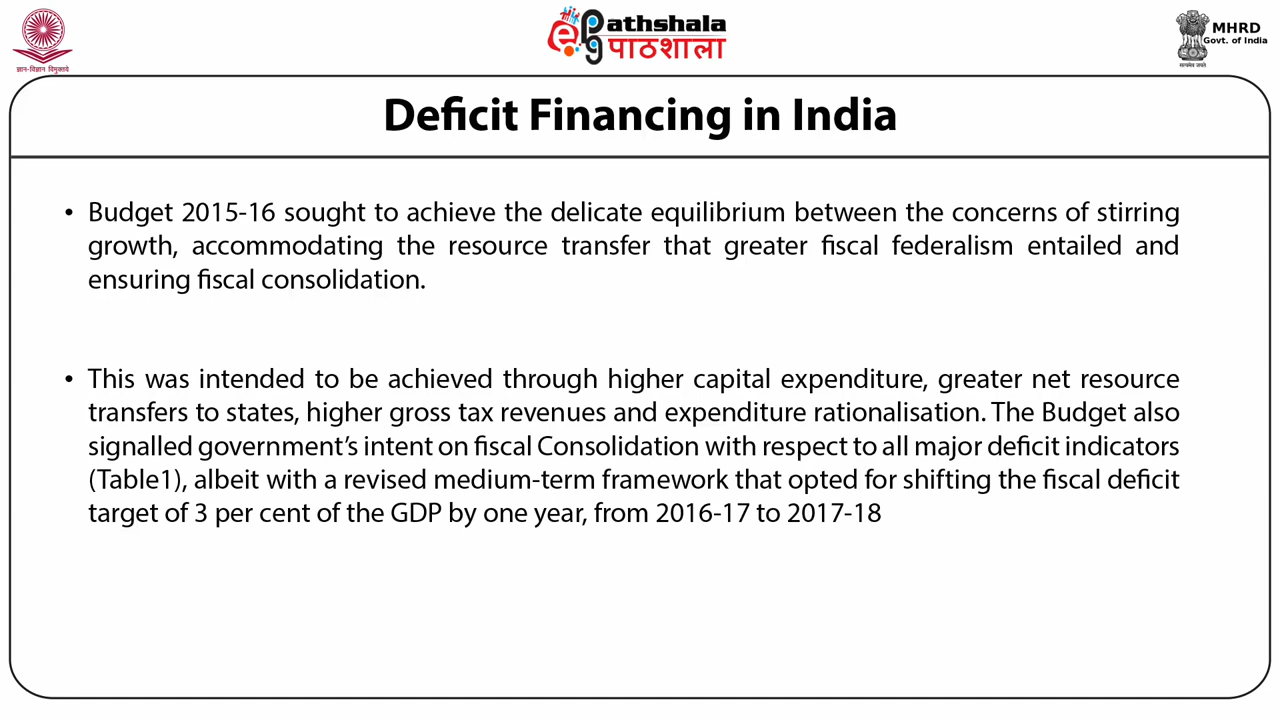 ज्ञान-विज्ञान विमुक्तये
ePathshala
पाठशाला
MHRD
Govt. of India
सत्यमेव जयते
Deficit Financing in India
• Budget 2015-16 sought to achieve the delicate equilibrium between the concerns of stirring
growth, accommodating the resource transfer that greater fiscal federalism entailed and
ensuring fiscal consolidation.
• This was intended to be achieved through higher capital expenditure, greater net resource
transfers to states, higher gross tax revenues and expenditure rationalisation. The Budget also
signalled government's intent on fiscal Consolidation with respect to all major deficit indicators
(Table1), albeit with a revised medium-term framework that opted for shifting the fiscal deficit
target of 3 per cent of the GDP by one year, from 2016-17 to 2017-18